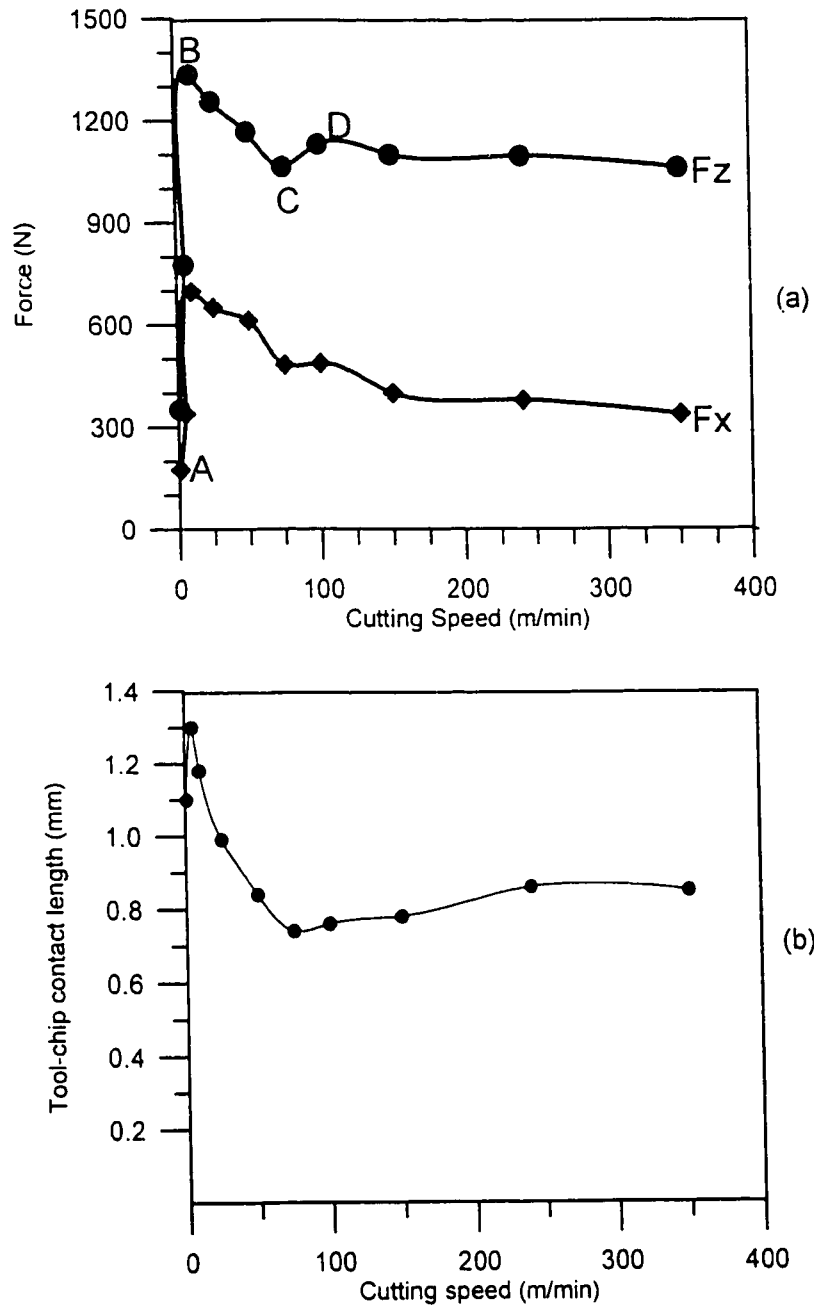 1500
B
1200
D
C
Fz
900
Force (N)
(a)
600
300
A
Fx
0
0 100 200 300 400
Cutting Speed (m/min)
1.4
1.2
1.0
Tool-chip contact length (mm)
0.8
(b)
0.6
0.4
0.2
0 100 200 300 400
Cutting speed (m/min)